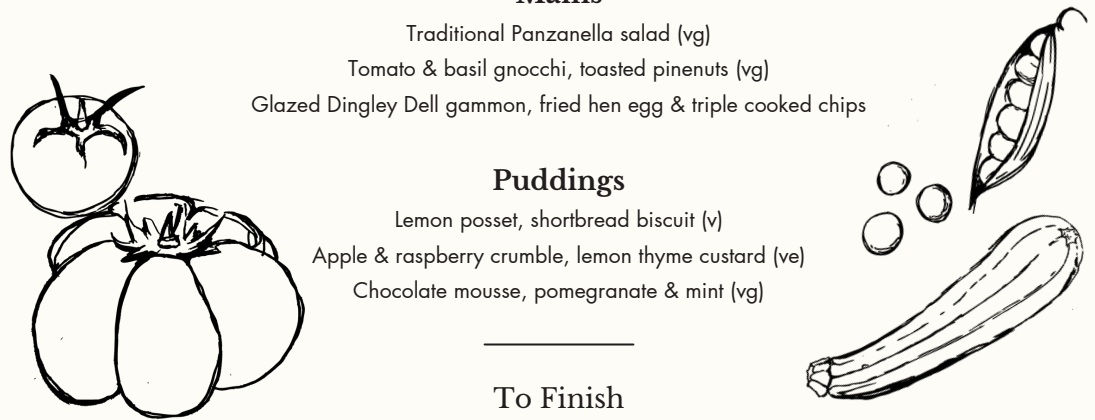 Mains
Traditional Panzanella salad (vg)
Tomato & basil gnocchi, toasted pinenuts (vg)
Glazed Dingley Dell gammon, fried hen egg & triple cooked chips
Puddings
Lemon posset, shortbread biscuit (v)
Apple & raspberry crumble, lemon thyme custard (ve)
Chocolate mousse, pomegranate & mint (vg)
To Finish